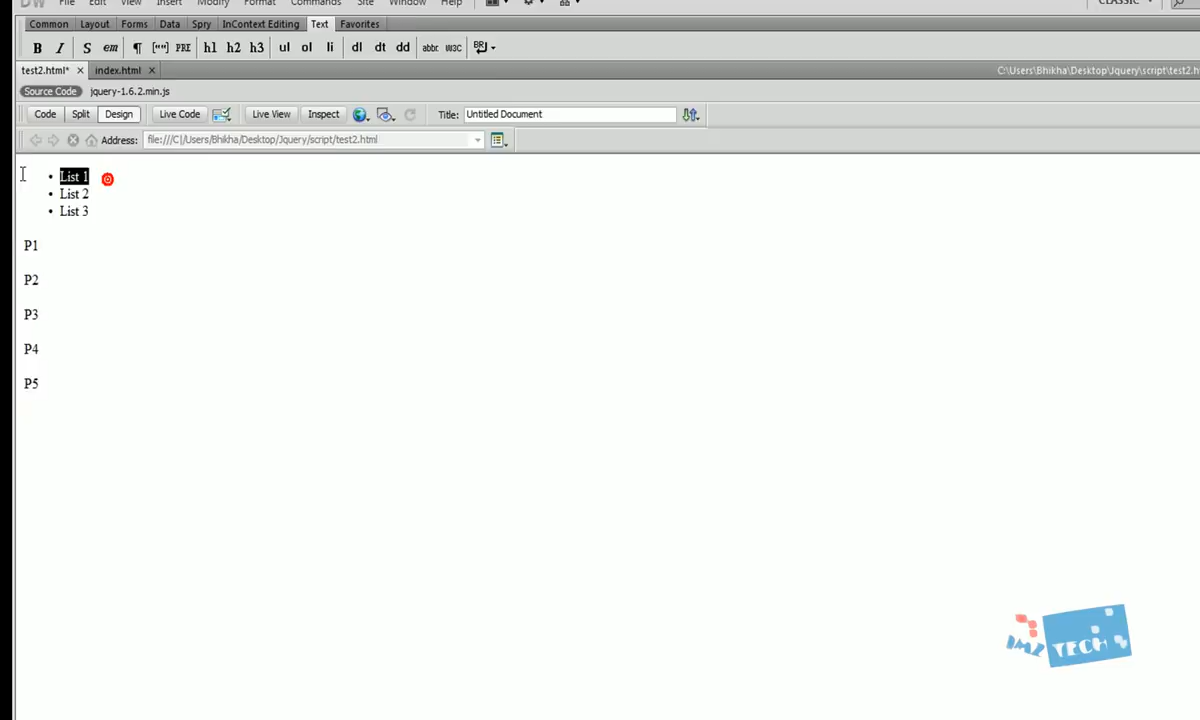 DW File Edit View Insert Modify Format Commands Site Window Help CLASSIC
Common Layout Forms Data Spry InContext Editing Text Favorites
B I S em ¶ [""] PRE h1 h2 h3 ul ol li dl dt dd abbr. W3C BR
test2.html* × index.html × C:\Users\Bhikha\Desktop\Jquery\script\test2.h
Source Code jquery-1.6.2.min.js
Code Split Design Live Code Live View Inspect Title: Untitled Document
Address: file:///C|/Users/Bhikha/Desktop/Jquery/script/test2.html
• List 1
• List 2
• List 3
P1
P2
P3
P4
P5
IMZ TECH